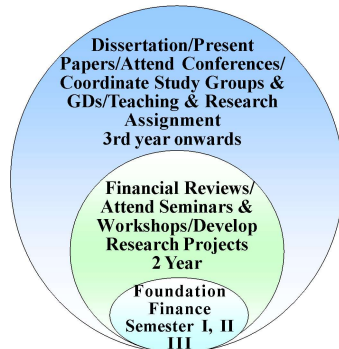 Dissertation/Present
Papers/Attend Conferences/
Coordinate Study Groups &
GDs/Teaching & Research
Assignment
3rd year onwards
Financial Reviews/
Attend Seminars &
Workshops/Develop
Research Projects
2 Year
Foundation
Finance
Semester I, II
III